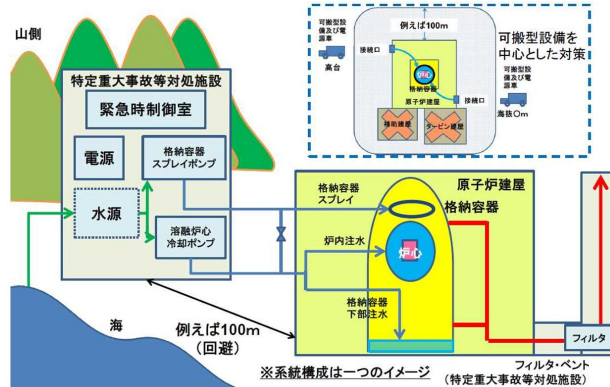 山側
特定重大事故等対処施設
緊急時制御室
電源
格納容器
スプレイポンプ
水源
溶融炉心
冷却ポンプ
海
例えば100m
(回避)
例えば100m
可搬型設備を
中心とした対策
可搬型設
備及び電
源車
高台
接続口
炉心
格納容器
原子炉建屋
接続口
可搬型設
備及び電
源車
海抜〇m
補助建屋
タービン建屋
原子炉建屋
格納容器
スプレイ
格納容器
炉内注水
炉心
格納容器
下部注水
フィルタ
※系統構成は一つのイメージ
フィルタ・ベント
(特定重大事故等対処施設)